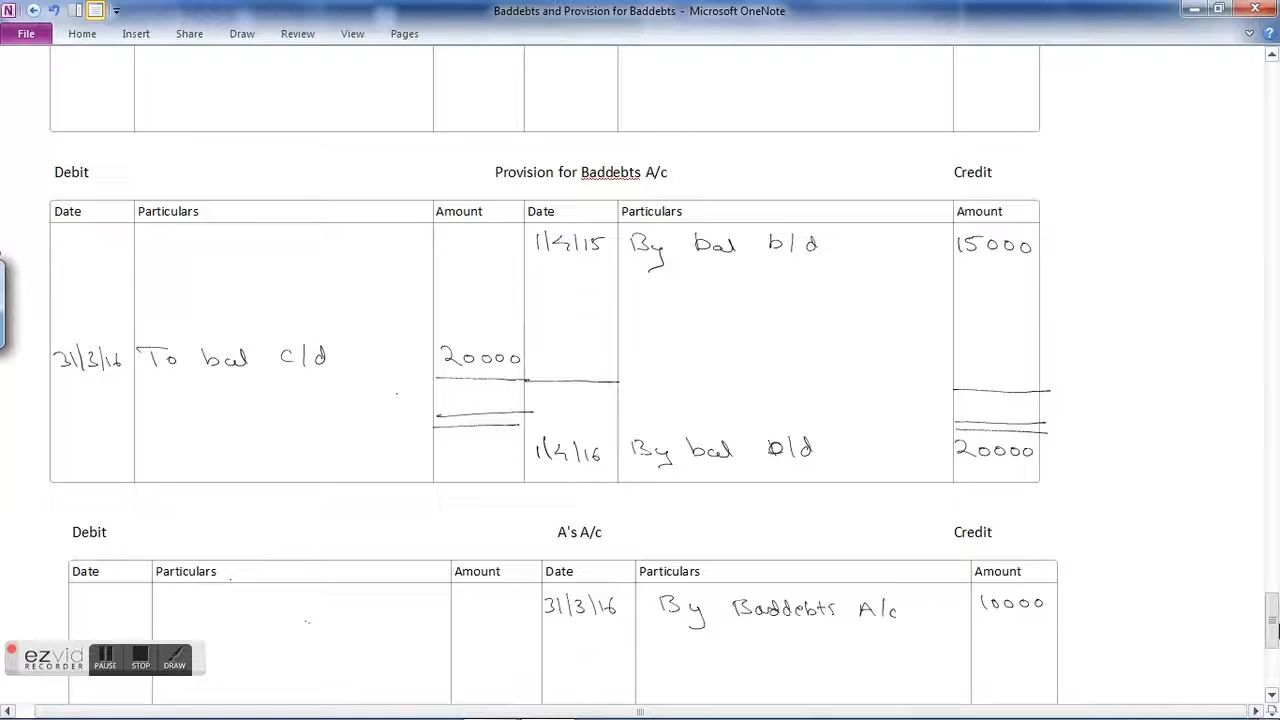 Baddebts and Provision for Baddebts - Microsoft OneNote
File Home Insert Share Draw Review View Pages
Debit Provision for Baddebts A/c Credit
Date Particulars Amount Date Particulars Amount
1/4/15 By bal b/d 15000
31/3/16 To bal c/d 20000
1/4/16 By bal b/d 20000
Debit A's A/c Credit
Date Particulars Amount Date Particulars Amount
31/3/16 By Baddebts A/c 10000
ezvid
RECORDER PAUSE STOP DRAW